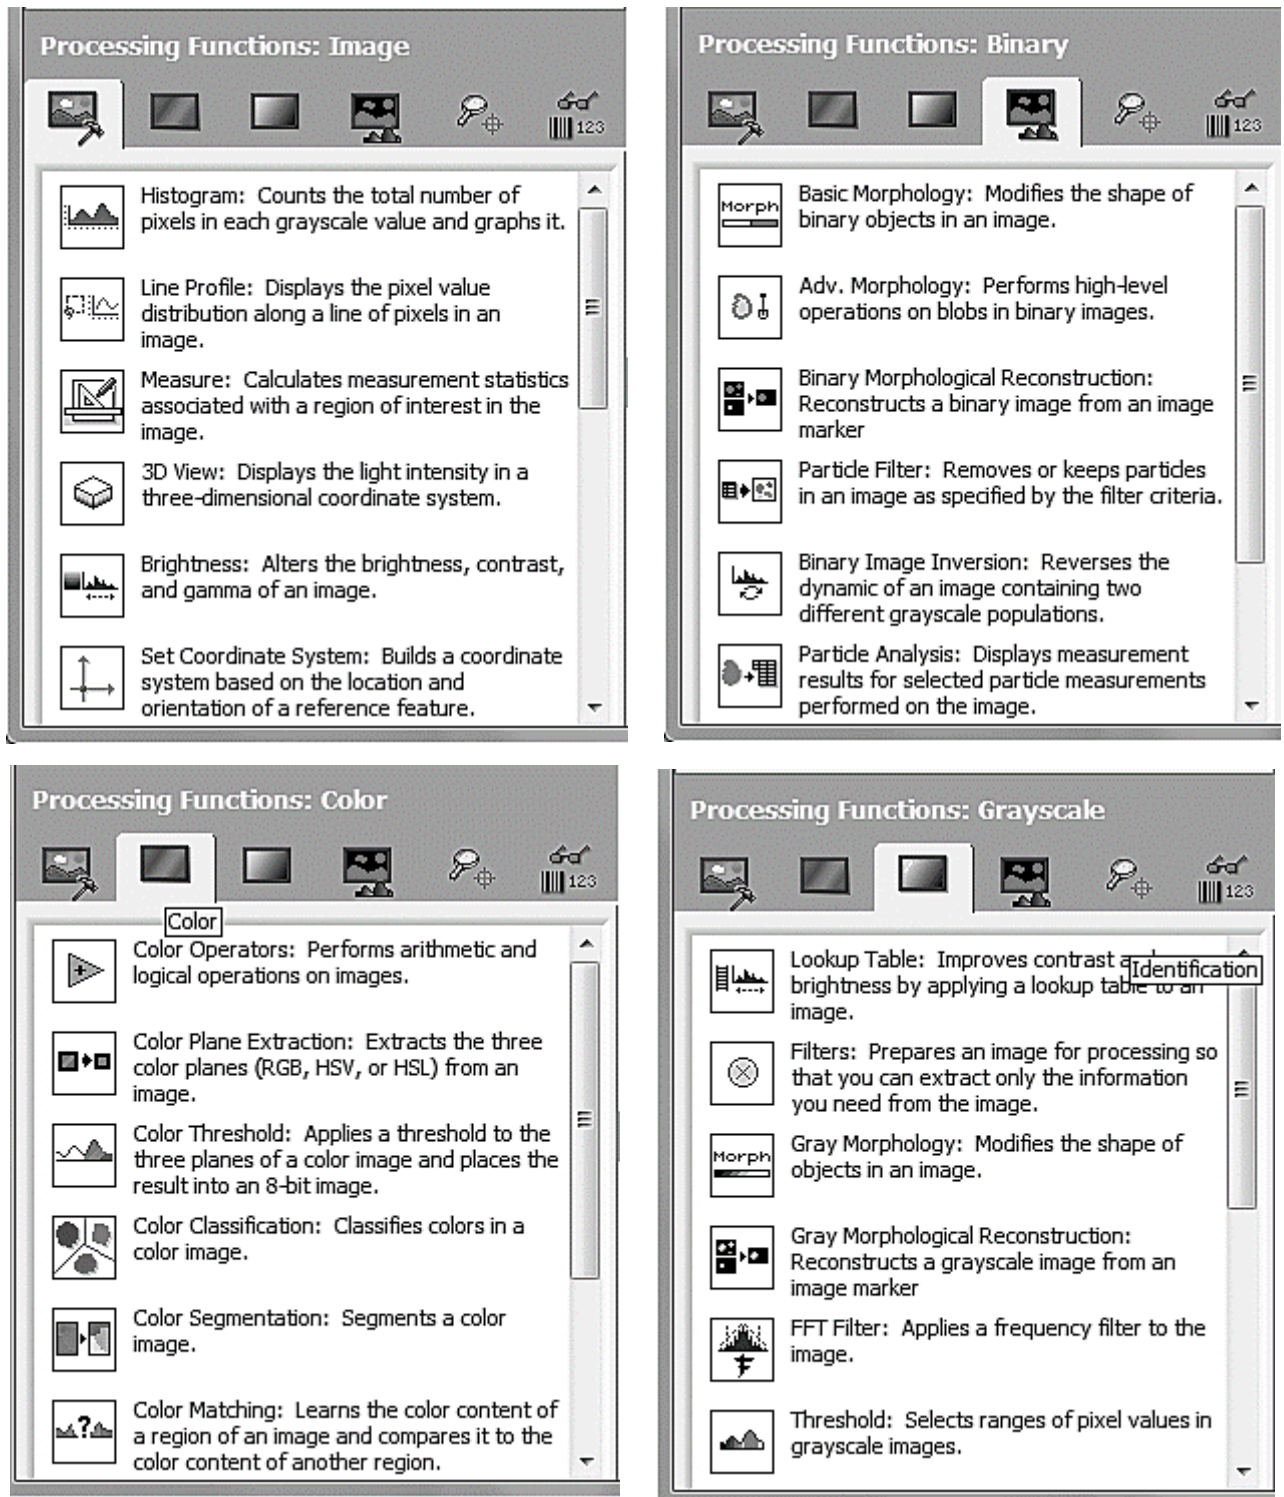 Processing Functions: Image
123
Histogram: Counts the total number of
pixels in each grayscale value and graphs it.
Line Profile: Displays the pixel value
distribution along a line of pixels in an
image.
Measure: Calculates measurement statistics
associated with a region of interest in the
image.
3D View: Displays the light intensity in a
three-dimensional coordinate system.
Brightness: Alters the brightness, contrast,
and gamma of an image.
Set Coordinate System: Builds a coordinate
system based on the location and
orientation of a reference feature.
Processing Functions: Binary
123
Morph
Basic Morphology: Modifies the shape of
binary objects in an image.
Adv. Morphology: Performs high-level
operations on blobs in binary images.
Binary Morphological Reconstruction:
Reconstructs a binary image from an image
marker
Particle Filter: Removes or keeps particles
in an image as specified by the filter criteria.
Binary Image Inversion: Reverses the
dynamic of an image containing two
different grayscale populations.
Particle Analysis: Displays measurement
results for selected particle measurements
performed on the image.
Processing Functions: Color
123
Color
Color Operators: Performs arithmetic and
logical operations on images.
Color Plane Extraction: Extracts the three
color planes (RGB, HSV, or HSL) from an
image.
Color Threshold: Applies a threshold to the
three planes of a color image and places the
result into an 8-bit image.
Color Classification: Classifies colors in a
color image.
Color Segmentation: Segments a color
image.
Color Matching: Learns the color content of
a region of an image and compares it to the
color content of another region.
Processing Functions: Grayscale
123
Lookup Table: Improves contrast
Identification
brightness by applying a lookup table to an
image.
Filters: Prepares an image for processing so
that you can extract only the information
you need from the image.
Morph
Gray Morphology: Modifies the shape of
objects in an image.
Gray Morphological Reconstruction:
Reconstructs a grayscale image from an
image marker
FFT Filter: Applies a frequency filter to the
image.
Threshold: Selects ranges of pixel values in
grayscale images.